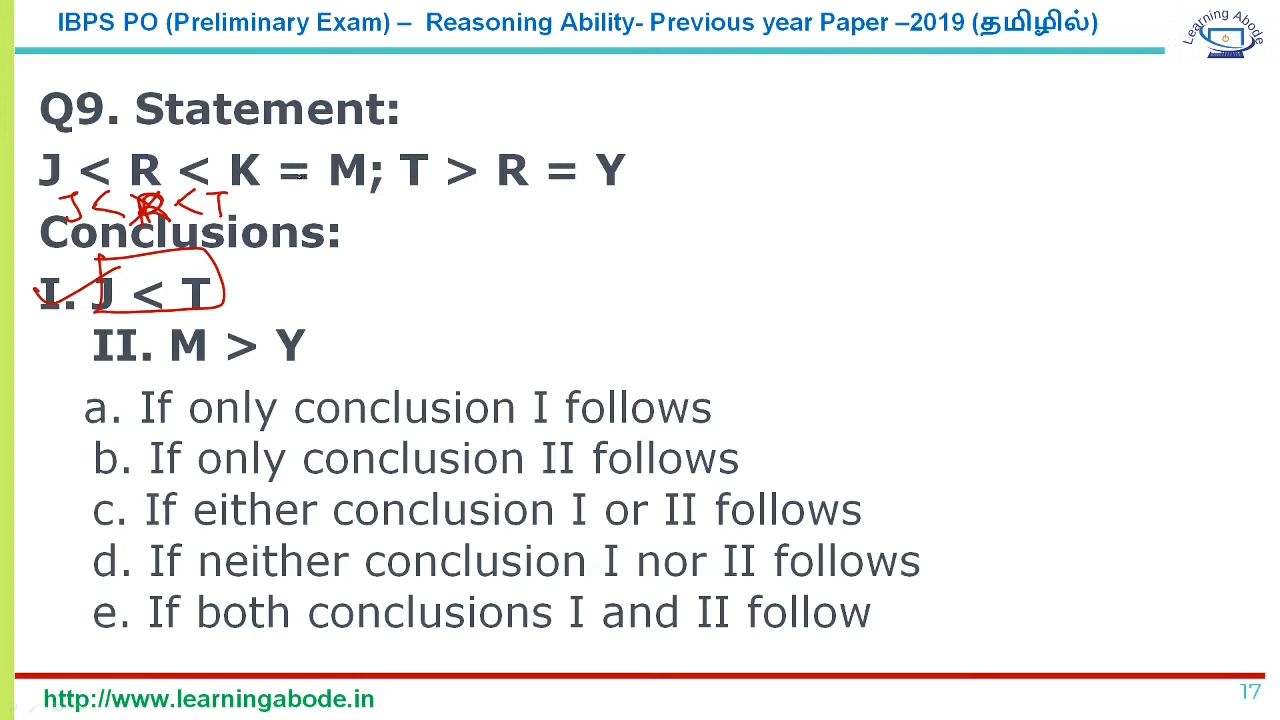 IBPS PO (Preliminary Exam) – Reasoning Ability- Previous year Paper –2019 (தமிழில்)
Learning Abode
Q9. Statement:
J < R < K = M; T > R = Y
J < R < T
Conclusions:
I. J < T
II. M > Y
a. If only conclusion I follows
b. If only conclusion II follows
c. If either conclusion I or II follows
d. If neither conclusion I nor II follows
e. If both conclusions I and II follow
http://www.learningabode.in
17